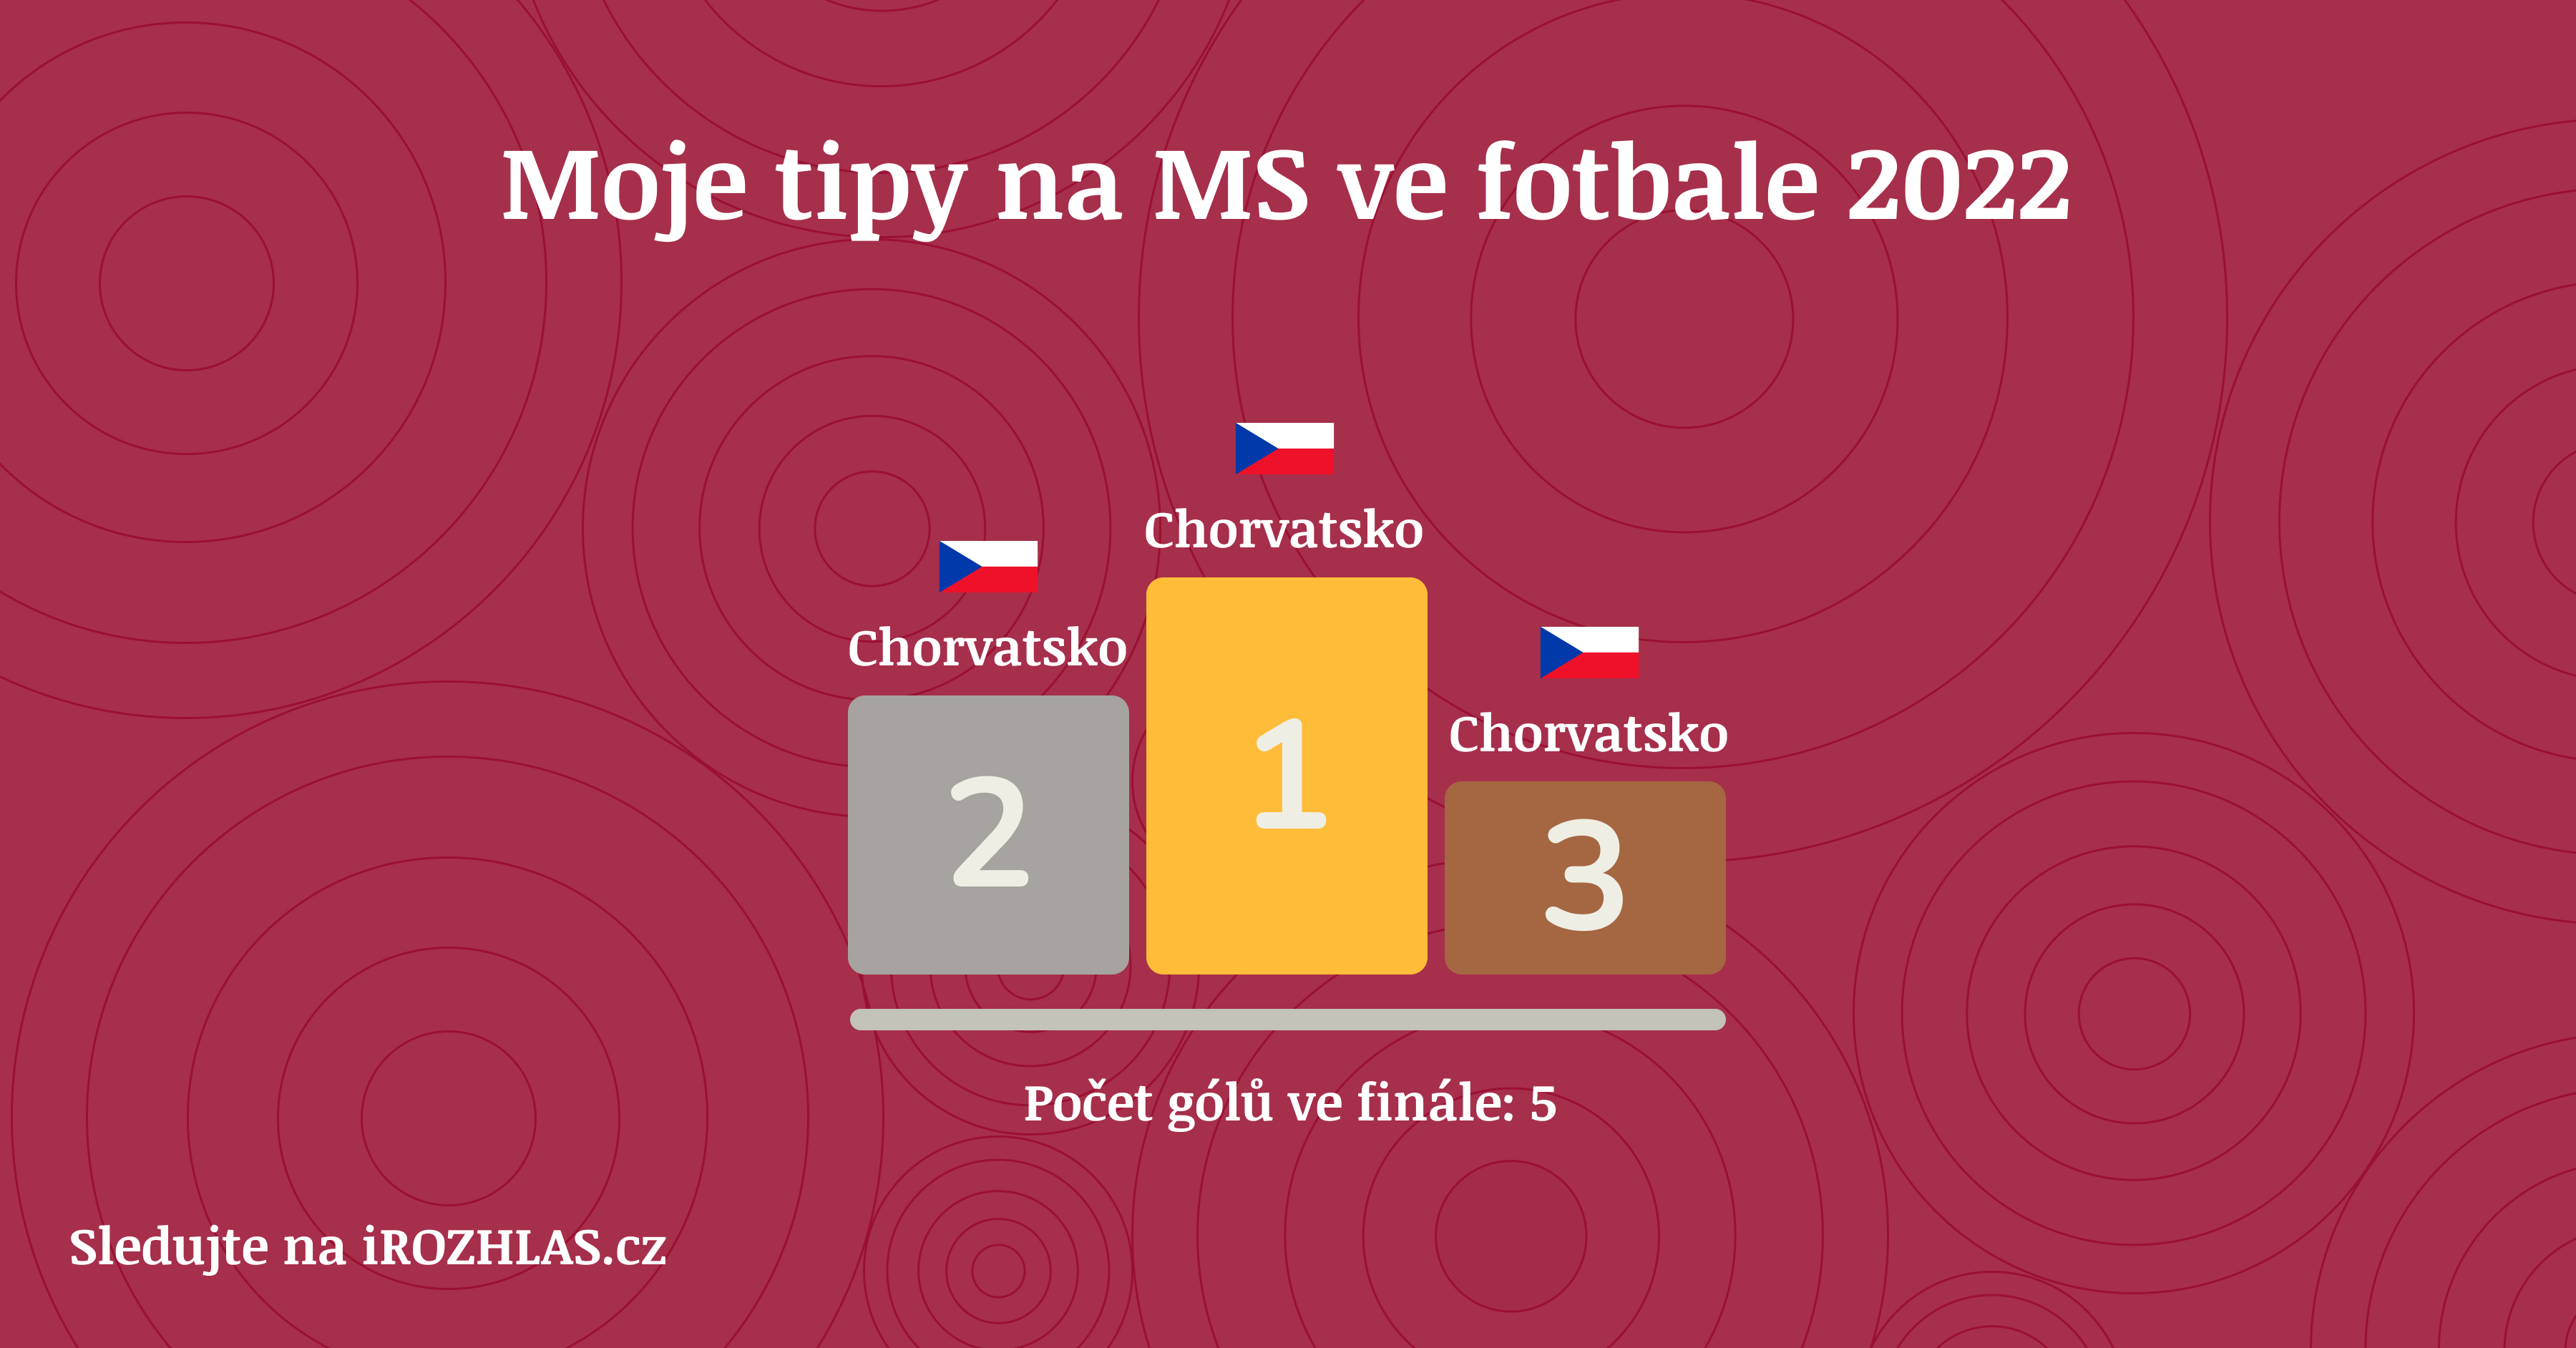 Moje tipy na MS ve fotbale 2022
Chorvatsko
1
Chorvatsko
2
Chorvatsko
3
Počet gólů ve finále: 5
Sledujte na iROZHLAS.cz